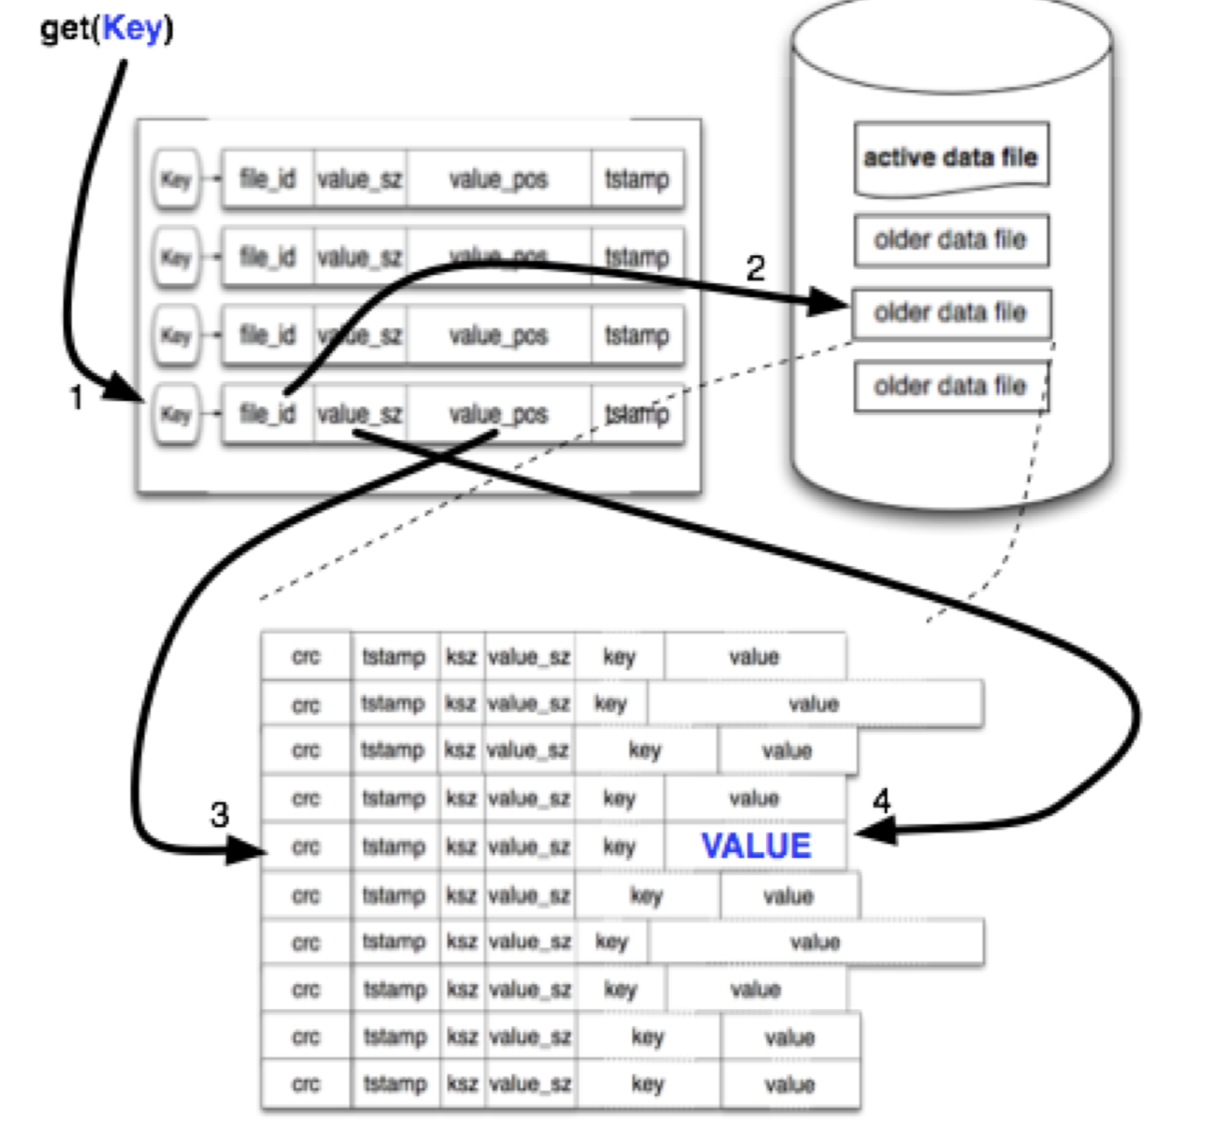 get(Key)
Key file_id value_sz value_pos tstamp
Key file_id value_sz value_pos tstamp
Key file_id value_sz value_pos tstamp
1
Key file_id value_sz value_pos tstamp
2
active data file
older data file
older data file
older data file
crc tstamp ksz value_sz key value
crc tstamp ksz value_sz key value
crc tstamp ksz value_sz key value
crc tstamp ksz value_sz key value
3
4
crc tstamp ksz value_sz key VALUE
crc tstamp ksz value_sz key value
crc tstamp ksz value_sz key value
crc tstamp ksz value_sz key value
crc tstamp ksz value_sz key value
crc tstamp ksz value_sz key value